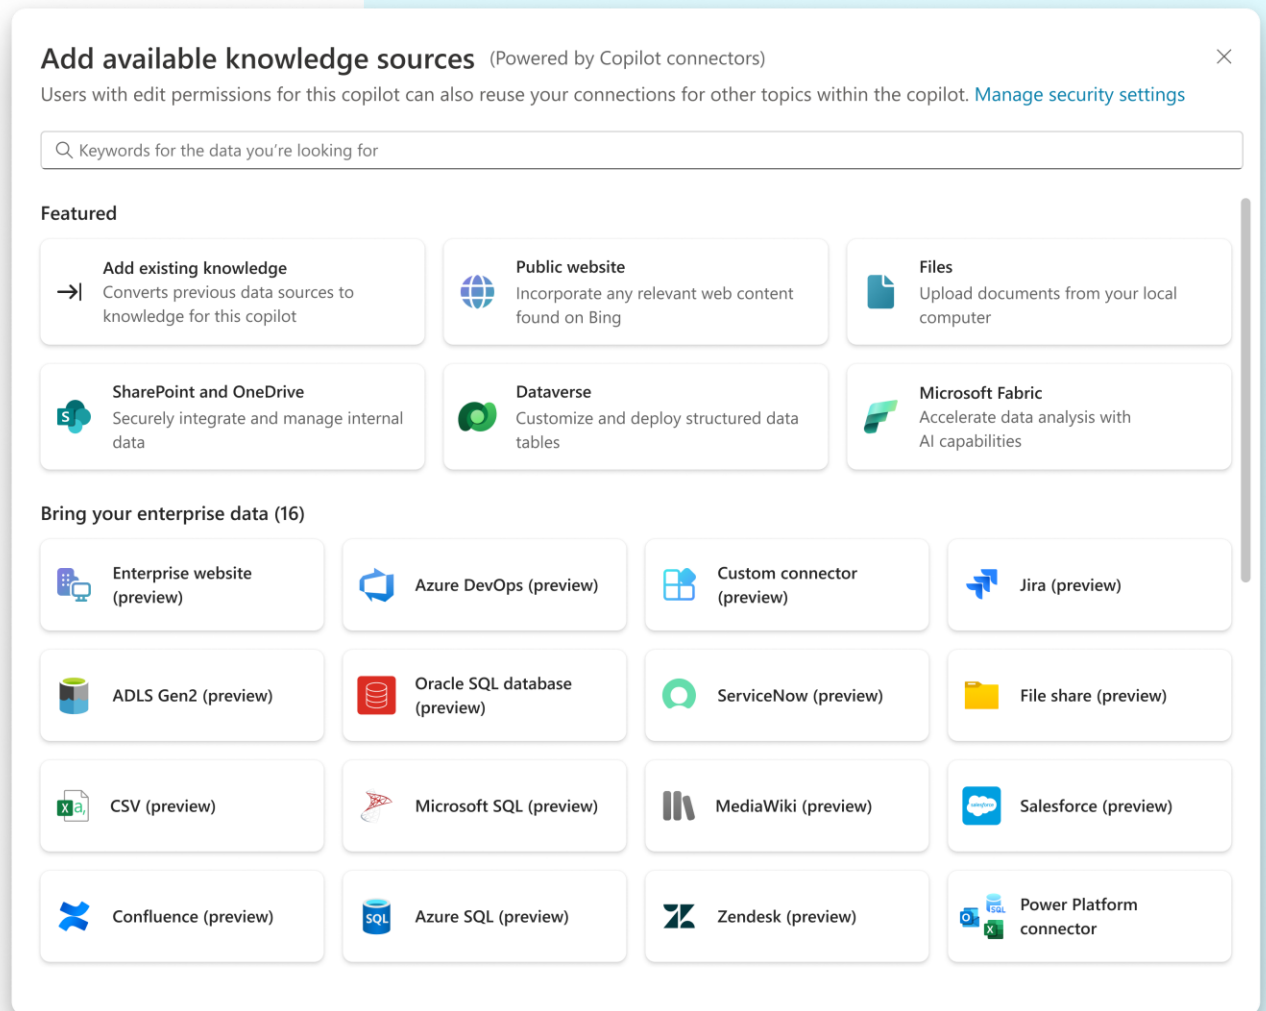 Add available knowledge sources (Powered by Copilot connectors)
Users with edit permissions for this copilot can also reuse your connections for other topics within the copilot. Manage security settings
Keywords for the data you're looking for
Featured
Add existing knowledge
Converts previous data sources to
knowledge for this copilot
Public website
Incorporate any relevant web content
found on Bing
Files
Upload documents from your local
computer
S
SharePoint and OneDrive
Securely integrate and manage internal
data
Dataverse
Customize and deploy structured data
tables
Microsoft Fabric
Accelerate data analysis with
AI capabilities
Bring your enterprise data (16)
Enterprise website
(preview)
Azure DevOps (preview)
Custom connector
(preview)
Jira (preview)
ADLS Gen2 (preview)
Oracle SQL database
(preview)
ServiceNow (preview)
File share (preview)
X a,
CSV (preview)
Microsoft SQL (preview)
MediaWiki (preview)
salesforce
Salesforce (preview)
Confluence (preview)
SQL
Azure SQL (preview)
Zendesk (preview)
SQL
O
X
Power Platform
connector